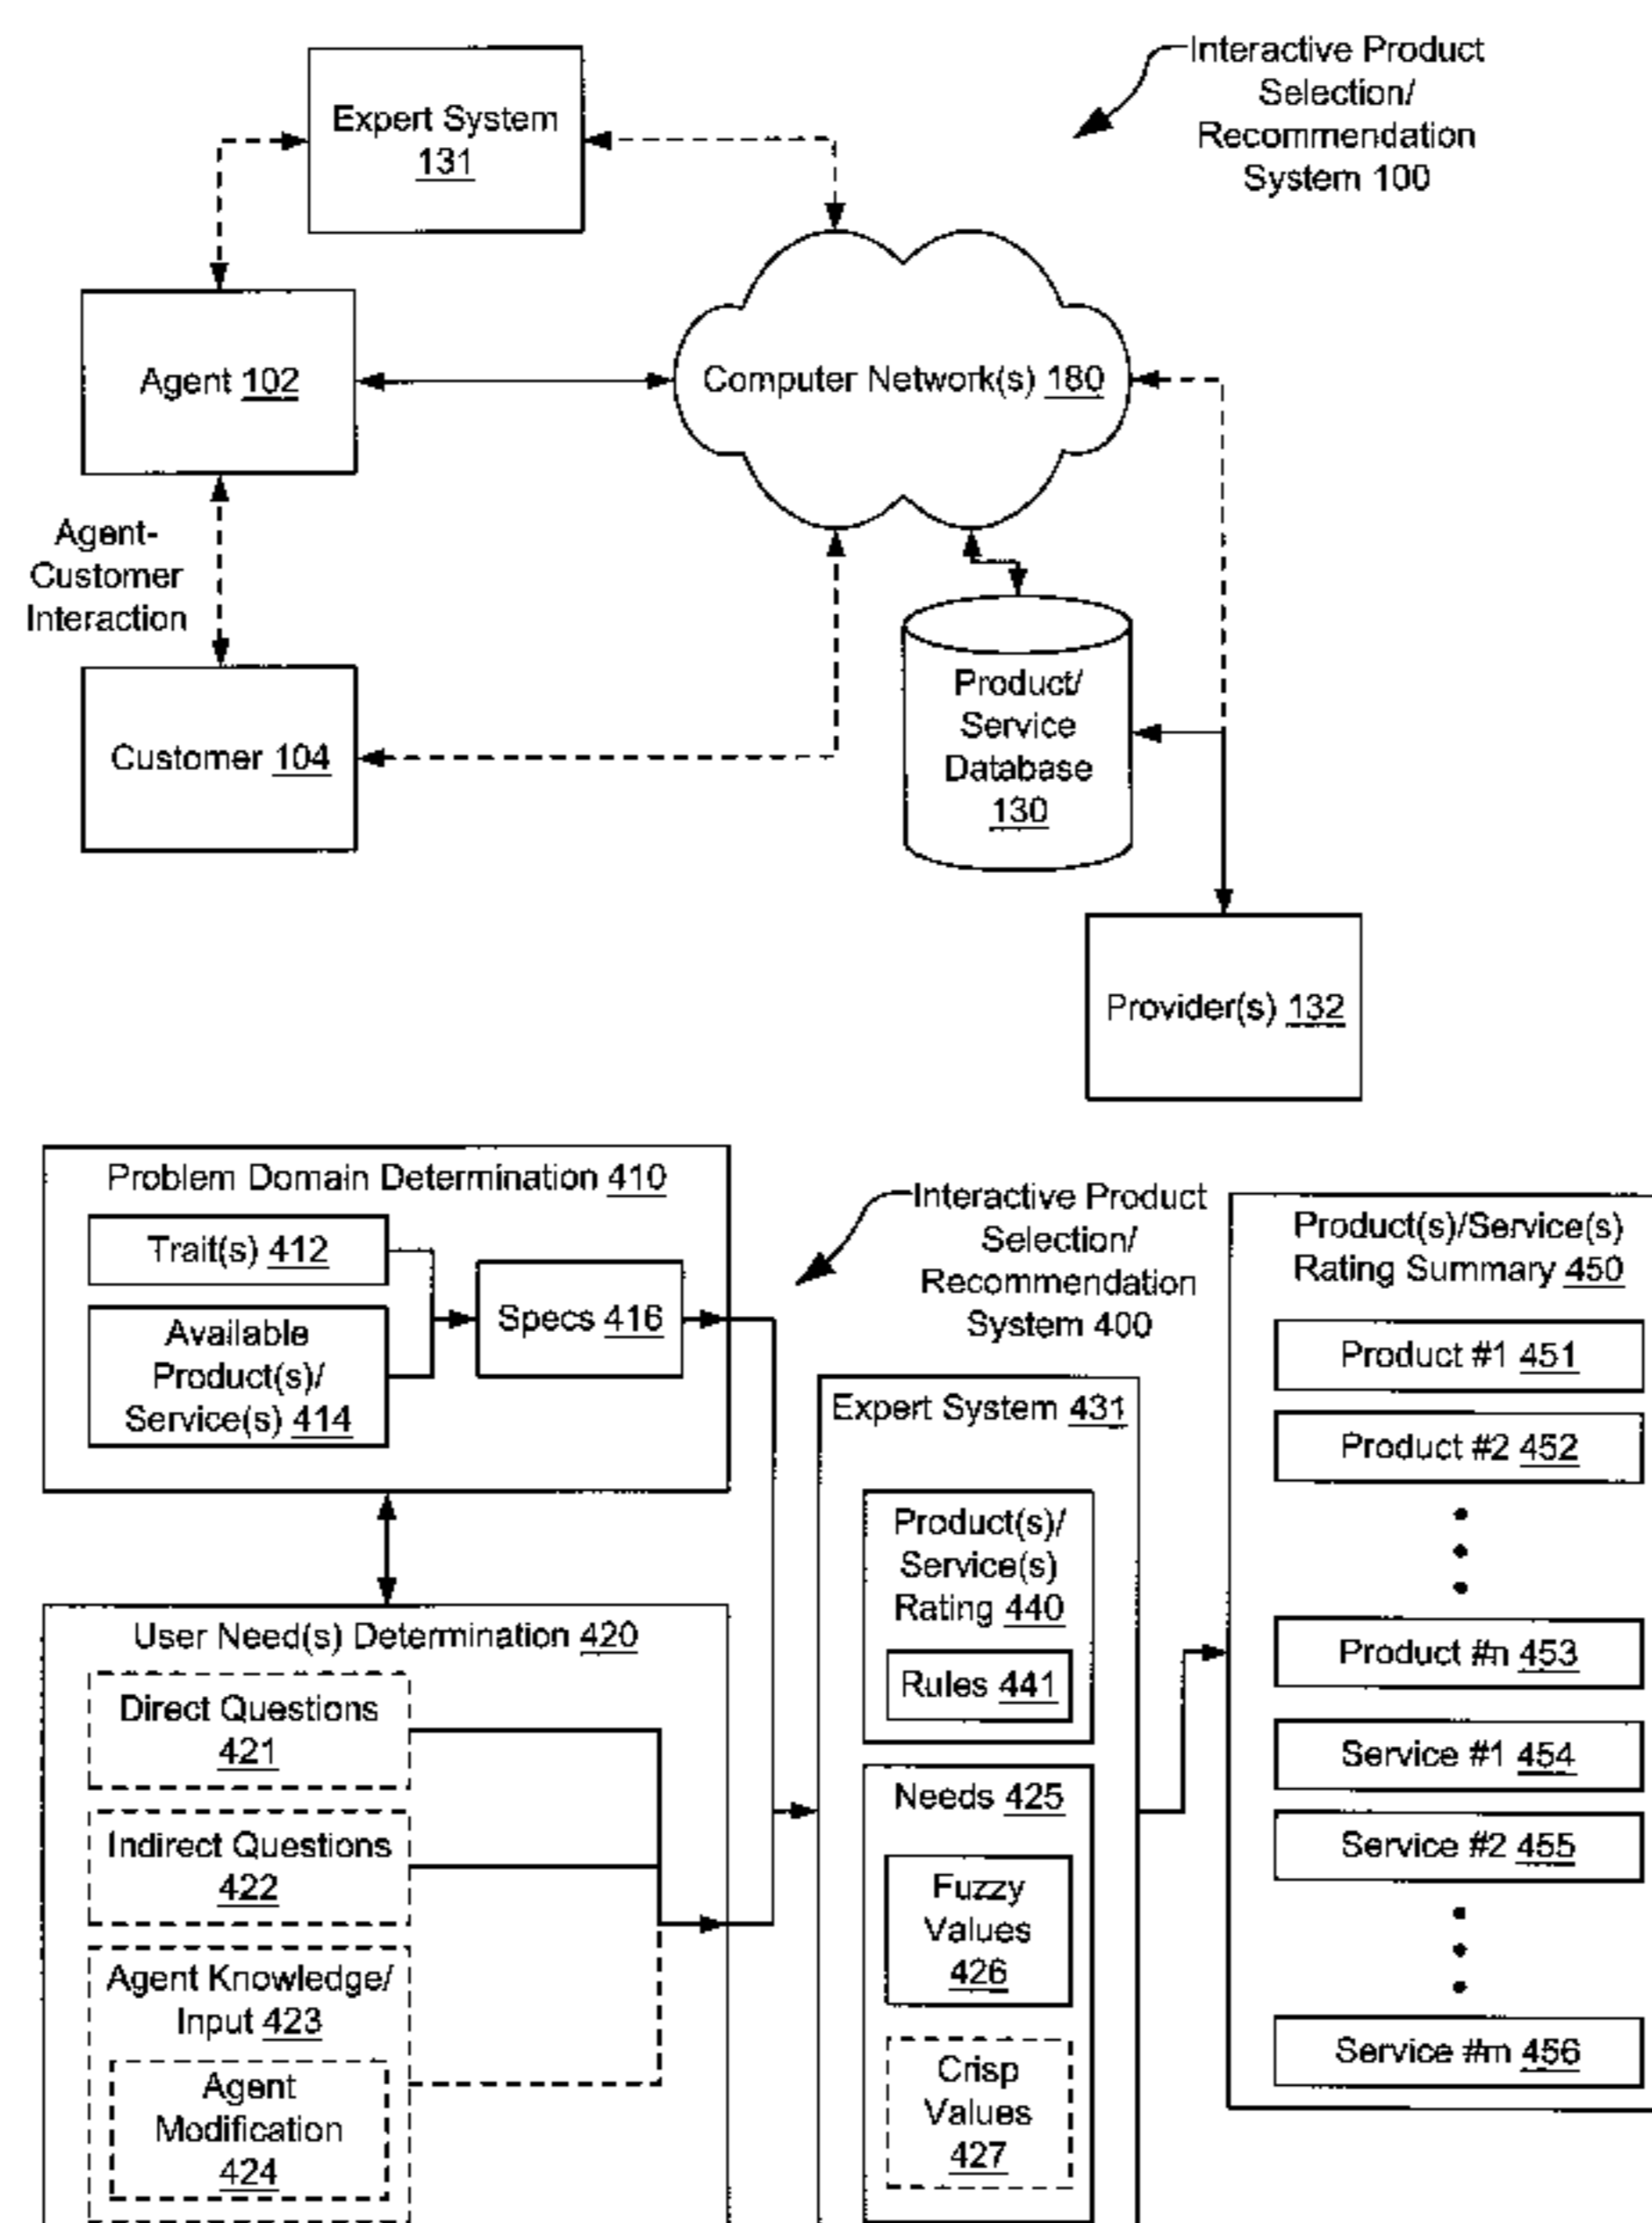 Interactive Product
Selection/
Recommendation
System 100
Expert System
131
Agent 102
Computer Network(s) 180
Agent-
Customer
Interaction
Customer 104
Product/
Service
Database
130
Provider(s) 132
Problem Domain Determination 410
Trait(s) 412
Available
Product(s)/
Service(s) 414
Specs 416
Interactive Product
Selection/
Recommendation
System 400
User Need(s) Determination 420
Direct Questions
421
Indirect Questions
422
Agent Knowledge/
Input 423
Agent
Modification
424
Expert System 431
Product(s)/
Service(s)
Rating 440
Rules 441
Needs 425
Fuzzy
Values
426
Crisp
Values
427
Product(s)/Service(s)
Rating Summary 450
Product #1 451
Product #2 452
Product #n 453
Service #1 454
Service #2 455
Service #m 456